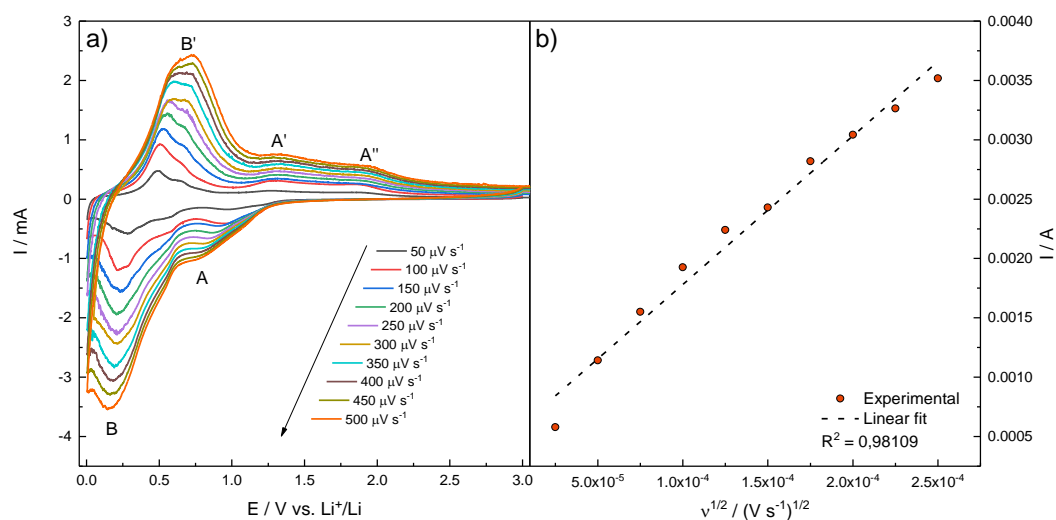 a)
3
2
1
0
-1
-2
-3
-4
I / mA
B'
A'
A''
A
B
50 μV s⁻¹
100 μV s⁻¹
150 μV s⁻¹
200 μV s⁻¹
250 μV s⁻¹
300 μV s⁻¹
350 μV s⁻¹
400 μV s⁻¹
450 μV s⁻¹
500 μV s⁻¹
0.0 0.5 1.0 1.5 2.0 2.5 3.0
E / V vs. Li⁺/Li
b)
0.0040
0.0035
0.0030
0.0025
0.0020
0.0015
0.0010
0.0005
I / A
Experimental
Linear fit
R² = 0,98109
5.0x10⁻⁵ 1.0x10⁻⁴ 1.5x10⁻⁴ 2.0x10⁻⁴ 2.5x10⁻⁴
ν¹ᐟ² / (V s⁻¹)¹ᐟ²